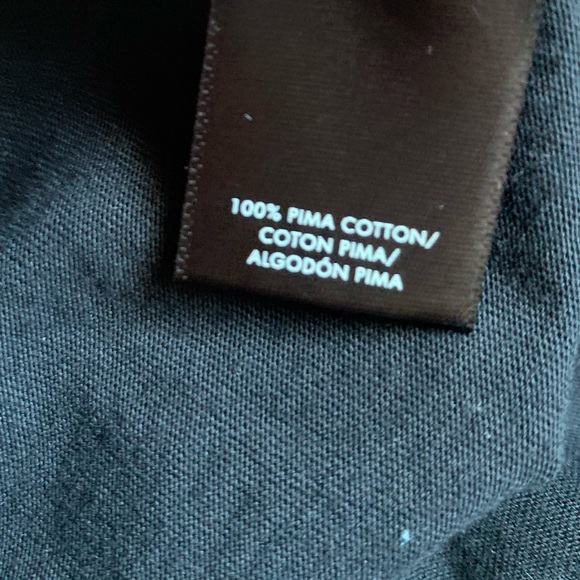 100% PIMA COTTON/
COTON PIMA/
ALGODÓN PIMA